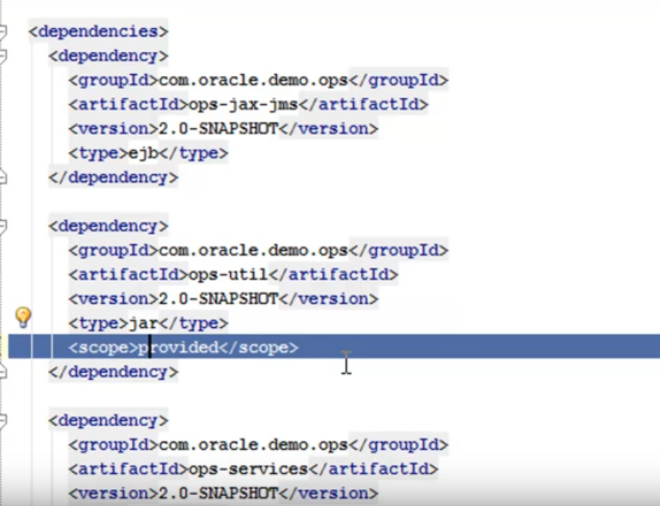 <dependencies>
<dependency>
<groupId>com.oracle.demo.ops</groupId>
<artifactId>ops-jax-jms</artifactId>
<version>2.0-SNAPSHOT</version>
<type>ejb</type>
</dependency>
<dependency>
<groupId>com.oracle.demo.ops</groupId>
<artifactId>ops-util</artifactId>
<version>2.0-SNAPSHOT</version>
<type>jar</type>
<scope>provided</scope>
</dependency>
<dependency>
<groupId>com.oracle.demo.ops</groupId>
<artifactId>ops-services</artifactId>
<version>2.0-SNAPSHOT</version>